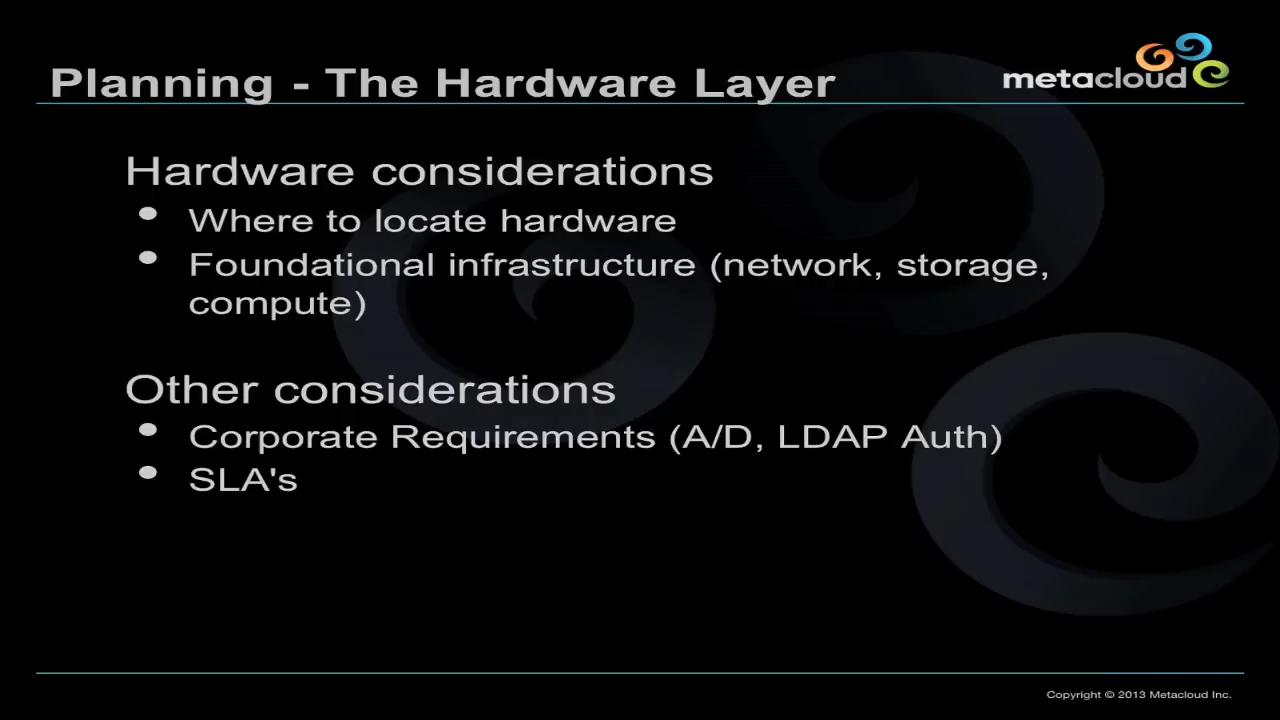 Planning - The Hardware Layer
metacloud
Hardware considerations
• Where to locate hardware
• Foundational infrastructure (network, storage,
compute)
Other considerations
• Corporate Requirements (A/D, LDAP Auth)
• SLA's
Copyright © 2013 Metacloud Inc.